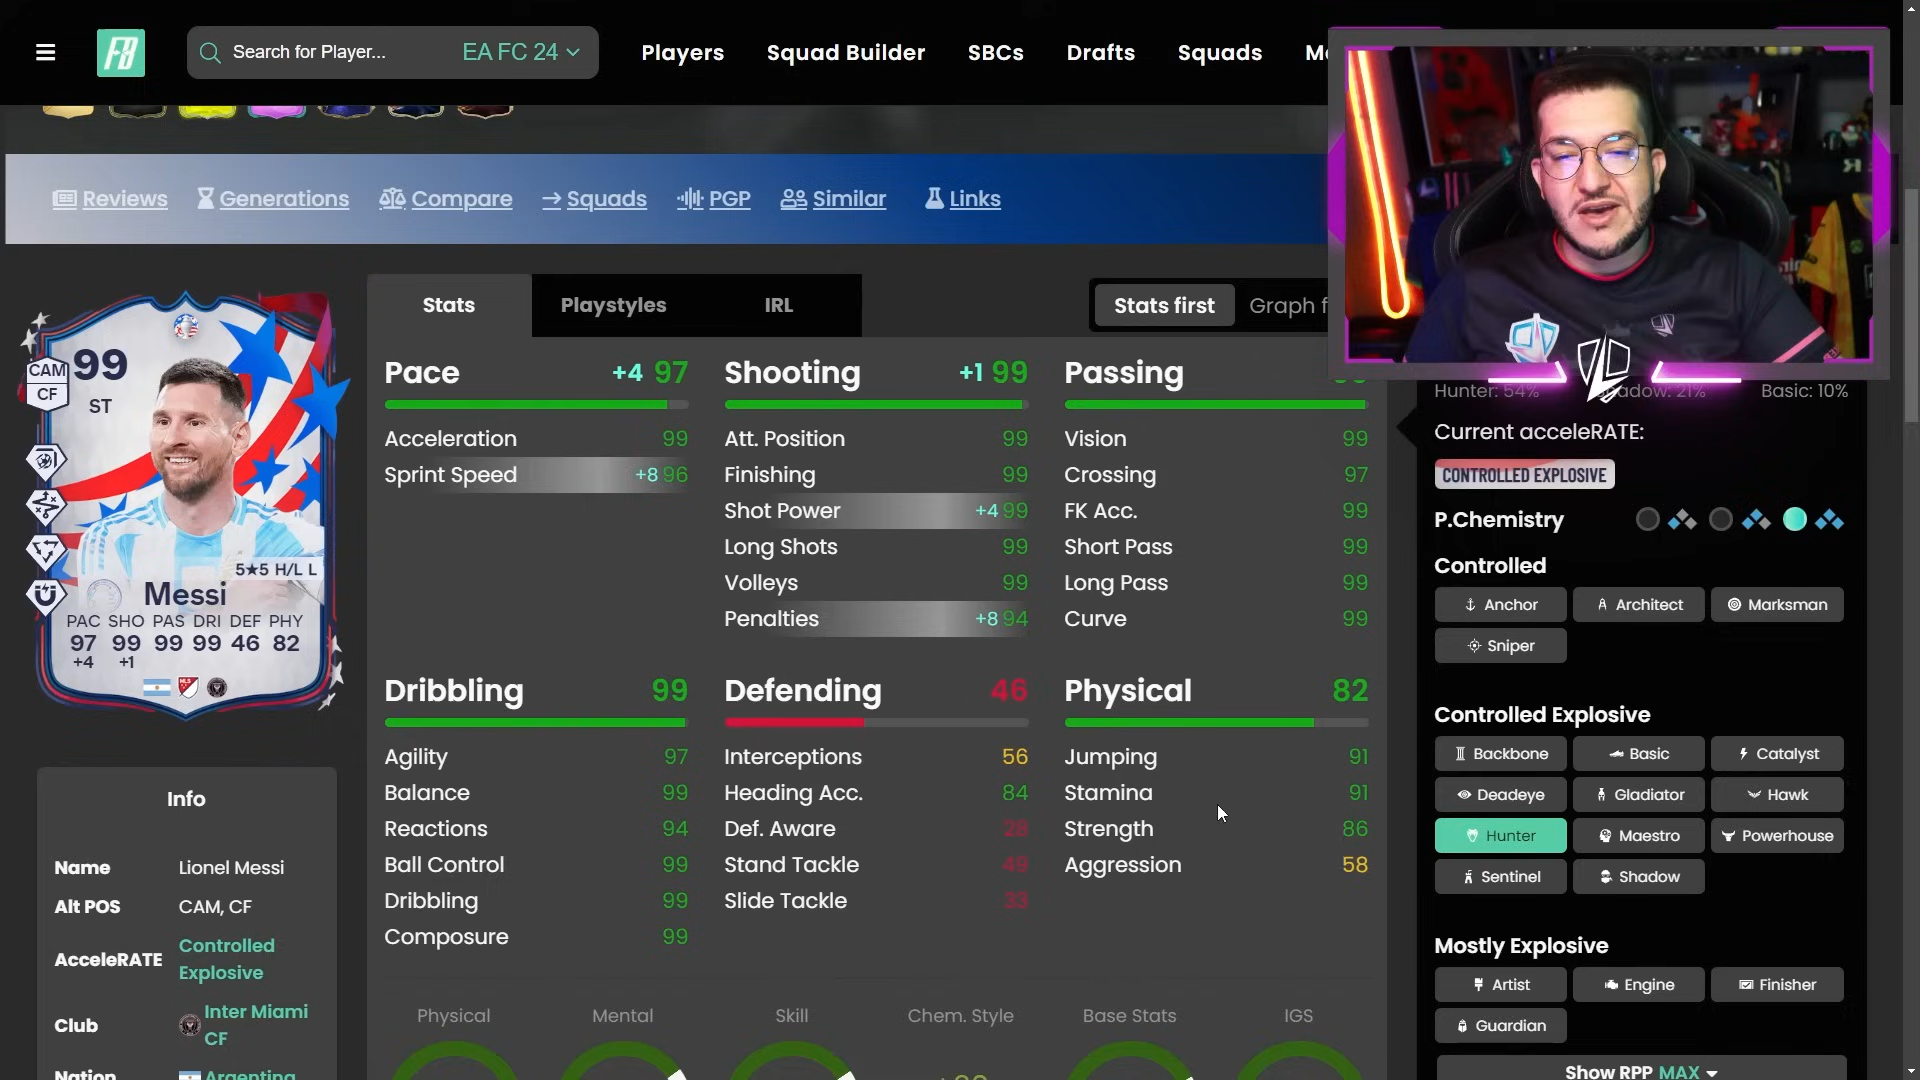 Search for Player...
EA FC 24
Players
Squad Builder
SBCs
Drafts
Squads
Reviews
Generations
Compare
Squads
PGP
Similar
Links
Stats
Playstyles
IRL
Stats first
Graph f
99
CAM
CF
ST
5★5 H/L L
Messi
PAC SHO PAS DRI DEF PHY
97 99 99 99 46 82
+4 +1
Pace +4 97
Acceleration 99
Sprint Speed +8 96
Shooting +1 99
Att. Position 99
Finishing 99
Shot Power +4 99
Long Shots 99
Volleys 99
Penalties +8 94
Passing
Vision 99
Crossing 97
FK Acc. 99
Short Pass 99
Long Pass 99
Curve 99
Dribbling 99
Agility 97
Balance 99
Reactions 94
Ball Control 99
Dribbling 99
Composure 99
Defending 46
Interceptions 56
Heading Acc. 84
Def. Aware 28
Stand Tackle 49
Slide Tackle 33
Physical 82
Jumping 91
Stamina 91
Strength 86
Aggression 58
Physical
Mental
Skill
Chem. Style
Base Stats
IGS
Info
Name Lionel Messi
Alt POS CAM, CF
AcceleRATE Controlled
Explosive
Club Inter Miami
CF
Nation Argentina
Hunter: 54% Shadow: 21% Basic: 10%
Current acceleRATE:
CONTROLLED EXPLOSIVE
P.Chemistry
Controlled
Anchor
Architect
Marksman
Sniper
Controlled Explosive
Backbone
Basic
Catalyst
Deadeye
Gladiator
Hawk
Hunter
Maestro
Powerhouse
Sentinel
Shadow
Mostly Explosive
Artist
Engine
Finisher
Guardian
Show RPP MAX